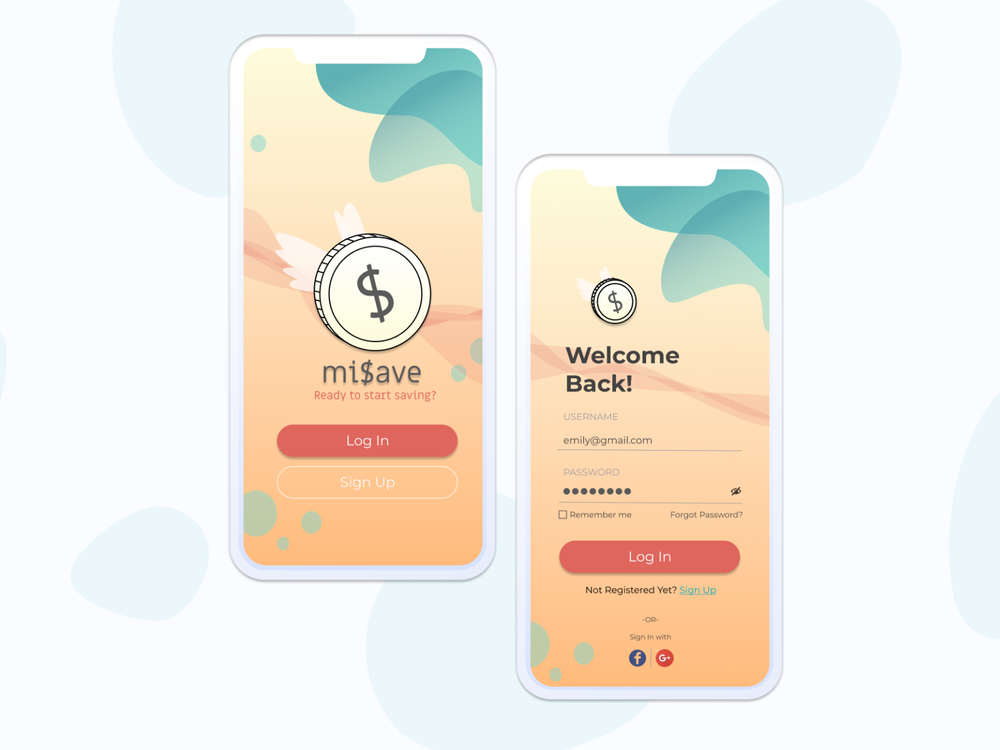 $
mi$ave
Ready to start saving?
Log In
Sign Up
$
Welcome
Back!
USERNAME
emily@gmail.com
PASSWORD
●●●●●●●●
Remember me Forgot Password?
Log In
Not Registered Yet? Sign Up
-OR-
Sign In with
f G+